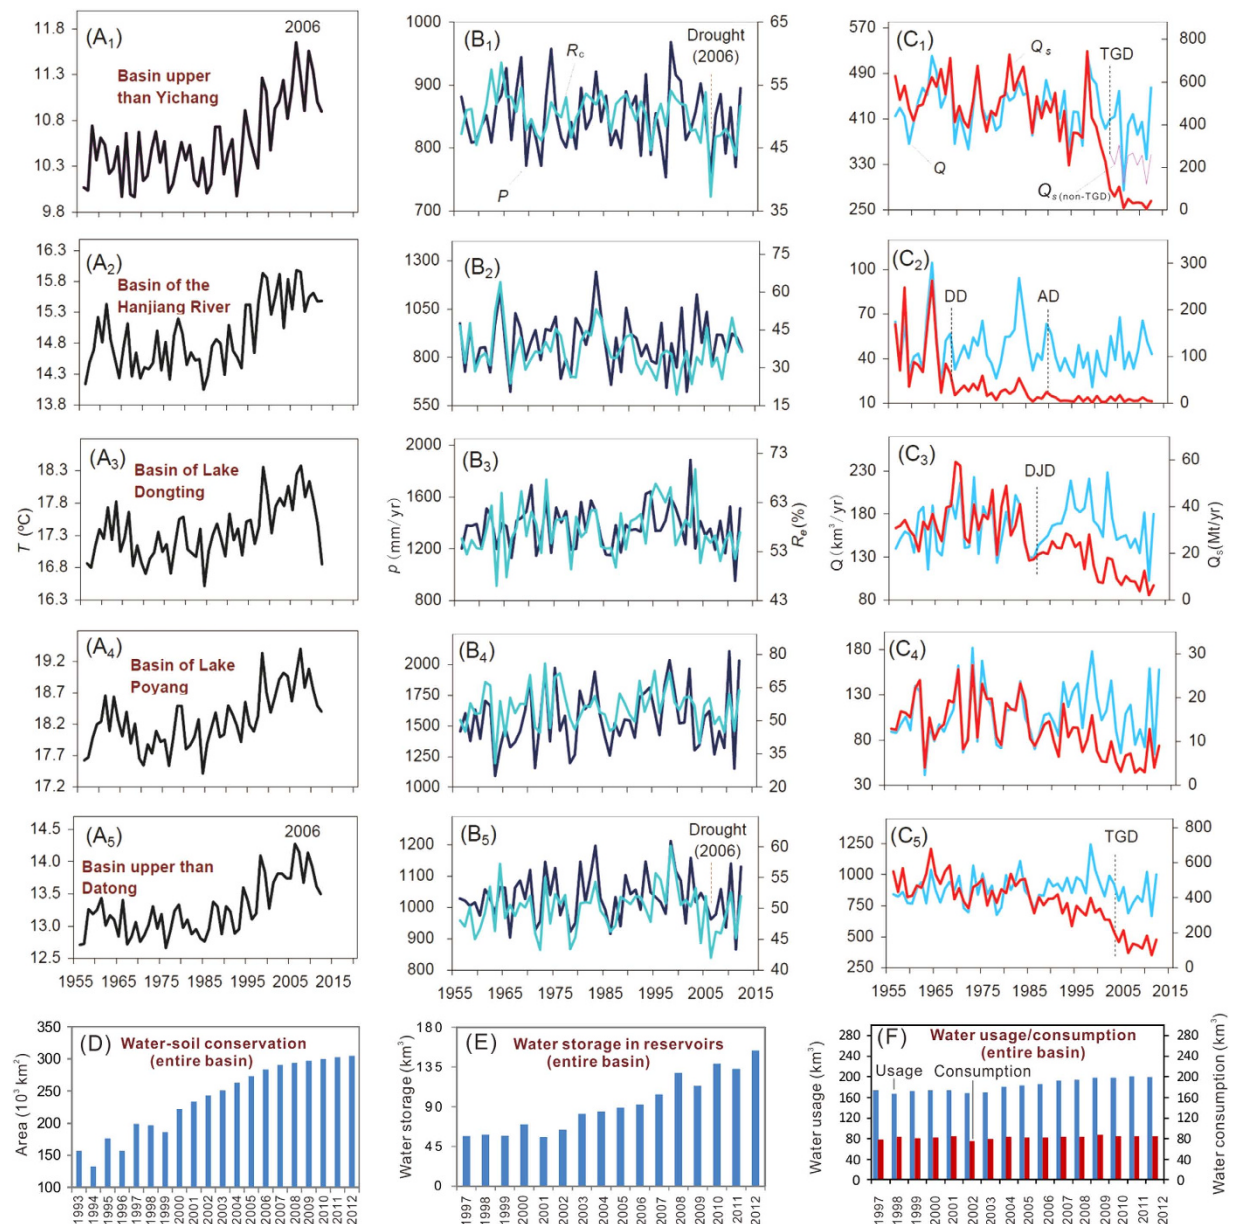 (A1)
2006
Basin upper
than Yichang
11.8
11.3
10.8
10.3
9.8
(B1)
Rc
P
Drought
(2006)
1000
900
800
700
65
55
45
35
(C1)
Qs
TGD
Q
Qs(non-TGD)
570
490
410
330
250
800
600
400
200
0
(A2)
Basin of the
Hanjiang River
16.3
15.3
14.8
14.3
13.8
(B2)
1300
1050
800
550
75
60
45
30
15
(C2)
DD
AD
100
70
40
10
300
200
100
0
(A3)
Basin of Lake
Dongting
T (ºC)
18.3
17.8
17.3
16.8
16.3
(B3)
p (mm/yr)
2000
1600
1200
800
Re(%)
73
63
53
43
(C3)
DJD
Q (km³/yr)
230
180
130
80
Qs(Mt/yr)
60
40
20
0
(A4)
Basin of Lake
Poyang
19.2
18.7
18.2
17.7
17.2
(B4)
2000
1750
1500
1250
1000
80
65
50
35
20
(C4)
180
130
80
30
30
20
10
0
(A5)
2006
Basin upper than
Datong
14.5
14.0
13.5
13.0
12.5
1955 1965 1975 1985 1995 2005 2015
(B5)
Drought
(2006)
1200
1100
1000
900
800
60
55
50
45
40
1955 1965 1975 1985 1995 2005 2015
(C5)
TGD
1250
1000
750
500
250
800
600
400
200
0
1955 1965 1975 1985 1995 2005 2015
(D) Water-soil conservation
(entire basin)
Area (10³ km²)
350
300
250
200
150
100
1993 1994 1995 1996 1997 1998 1999 2000 2001 2002 2003 2004 2005 2006 2007 2008 2009 2010 2011 2012
(E) Water storage in reservoirs
(entire basin)
Water storage (km³)
180
135
90
45
0
1997 1998 1999 2000 2001 2002 2003 2004 2005 2006 2007 2008 2009 2010 2011 2012
(F) Water usage/consumption
(entire basin)
Usage
Consumption
Water usage (km³)
280
240
200
160
120
80
40
0
Water consumption (km³)
280
240
200
160
120
80
40
0
1997 1998 1999 2000 2001 2002 2003 2004 2005 2006 2007 2008 2009 2010 2011 2012